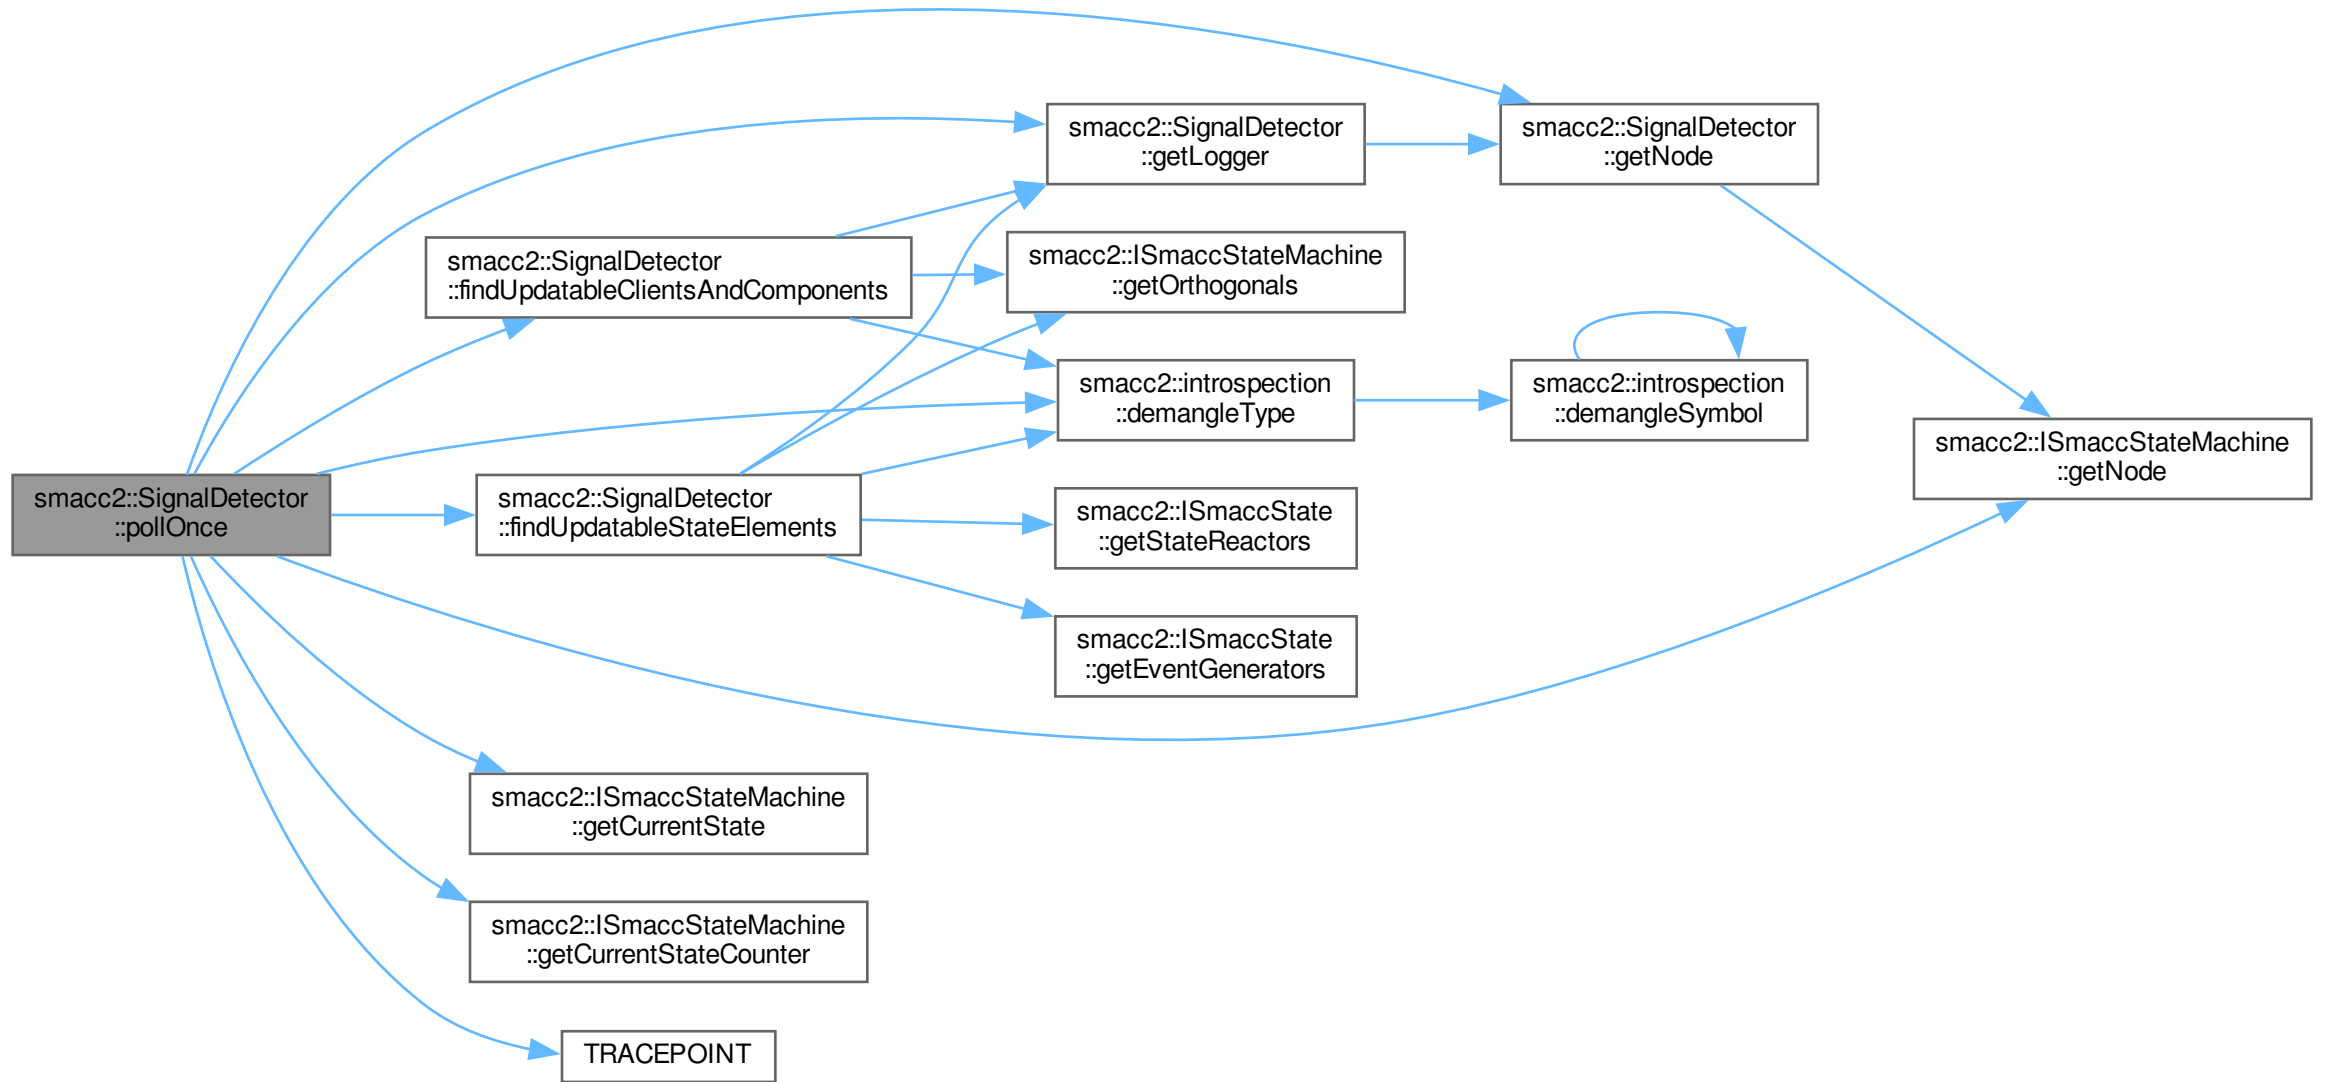 smacc2::SignalDetector
::pollOnce
smacc2::SignalDetector
::findUpdatableClientsAndComponents
smacc2::SignalDetector
::findUpdatableStateElements
smacc2::ISmaccStateMachine
::getCurrentState
smacc2::ISmaccStateMachine
::getCurrentStateCounter
TRACEPOINT
smacc2::SignalDetector
::getLogger
smacc2::ISmaccStateMachine
::getOrthogonals
smacc2::introspection
::demangleType
smacc2::ISmaccState
::getStateReactors
smacc2::ISmaccState
::getEventGenerators
smacc2::SignalDetector
::getNode
smacc2::introspection
::demangleSymbol
smacc2::ISmaccStateMachine
::getNode